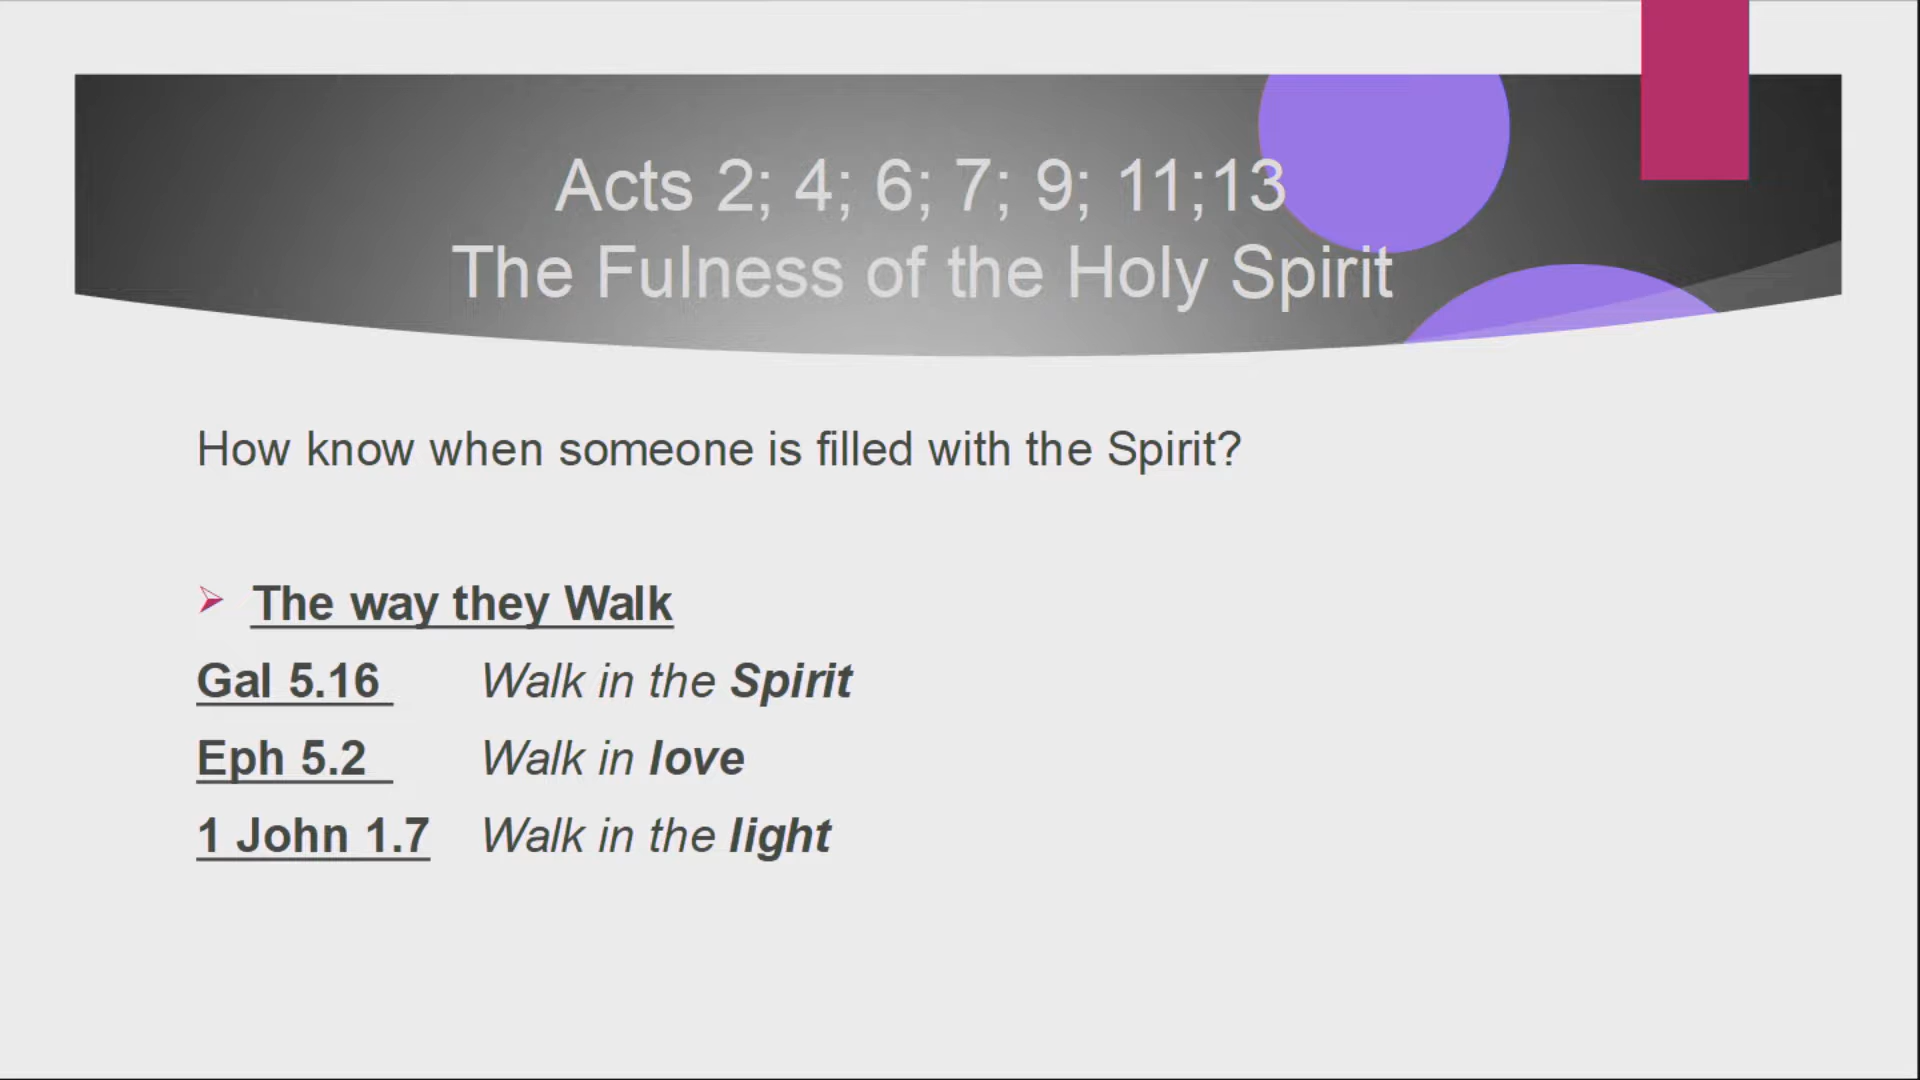 Acts 2; 4; 6; 7; 9; 11;13
The Fulness of the Holy Spirit
How know when someone is filled with the Spirit?
The way they Walk
Gal 5.16 Walk in the Spirit
Eph 5.2 Walk in love
1 John 1.7 Walk in the light